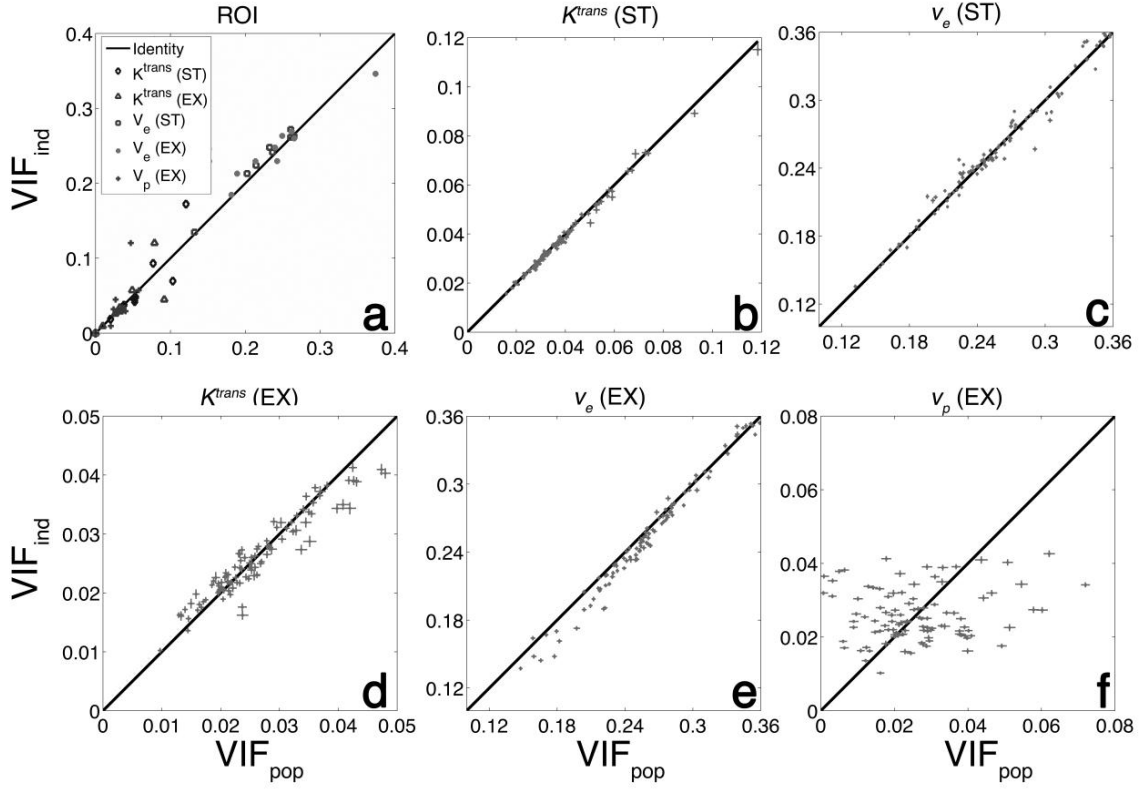 ROI
K^trans (ST)
v_e (ST)
Identity
K^trans (ST)
K^trans (EX)
V_e (ST)
V_e (EX)
V_p (EX)
VIF_ind
0.4
0.3
0.2
0.1
0
0 0.1 0.2 0.3 0.4
a
0.12
0.10
0.08
0.06
0.04
0.02
0
0 0.02 0.04 0.06 0.08 0.1 0.12
b
0.36
0.3
0.24
0.18
0.12
0.12 0.18 0.24 0.3 0.36
c
K^trans (EX)
v_e (EX)
v_p (EX)
VIF_ind
0.05
0.04
0.03
0.02
0.01
0
0 0.01 0.02 0.03 0.04 0.05
d
0.36
0.3
0.24
0.18
0.12
0.12 0.18 0.24 0.3 0.36
e
0.08
0.06
0.04
0.02
0
0 0.02 0.04 0.06 0.08
f
VIF_pop
VIF_pop
VIF_pop